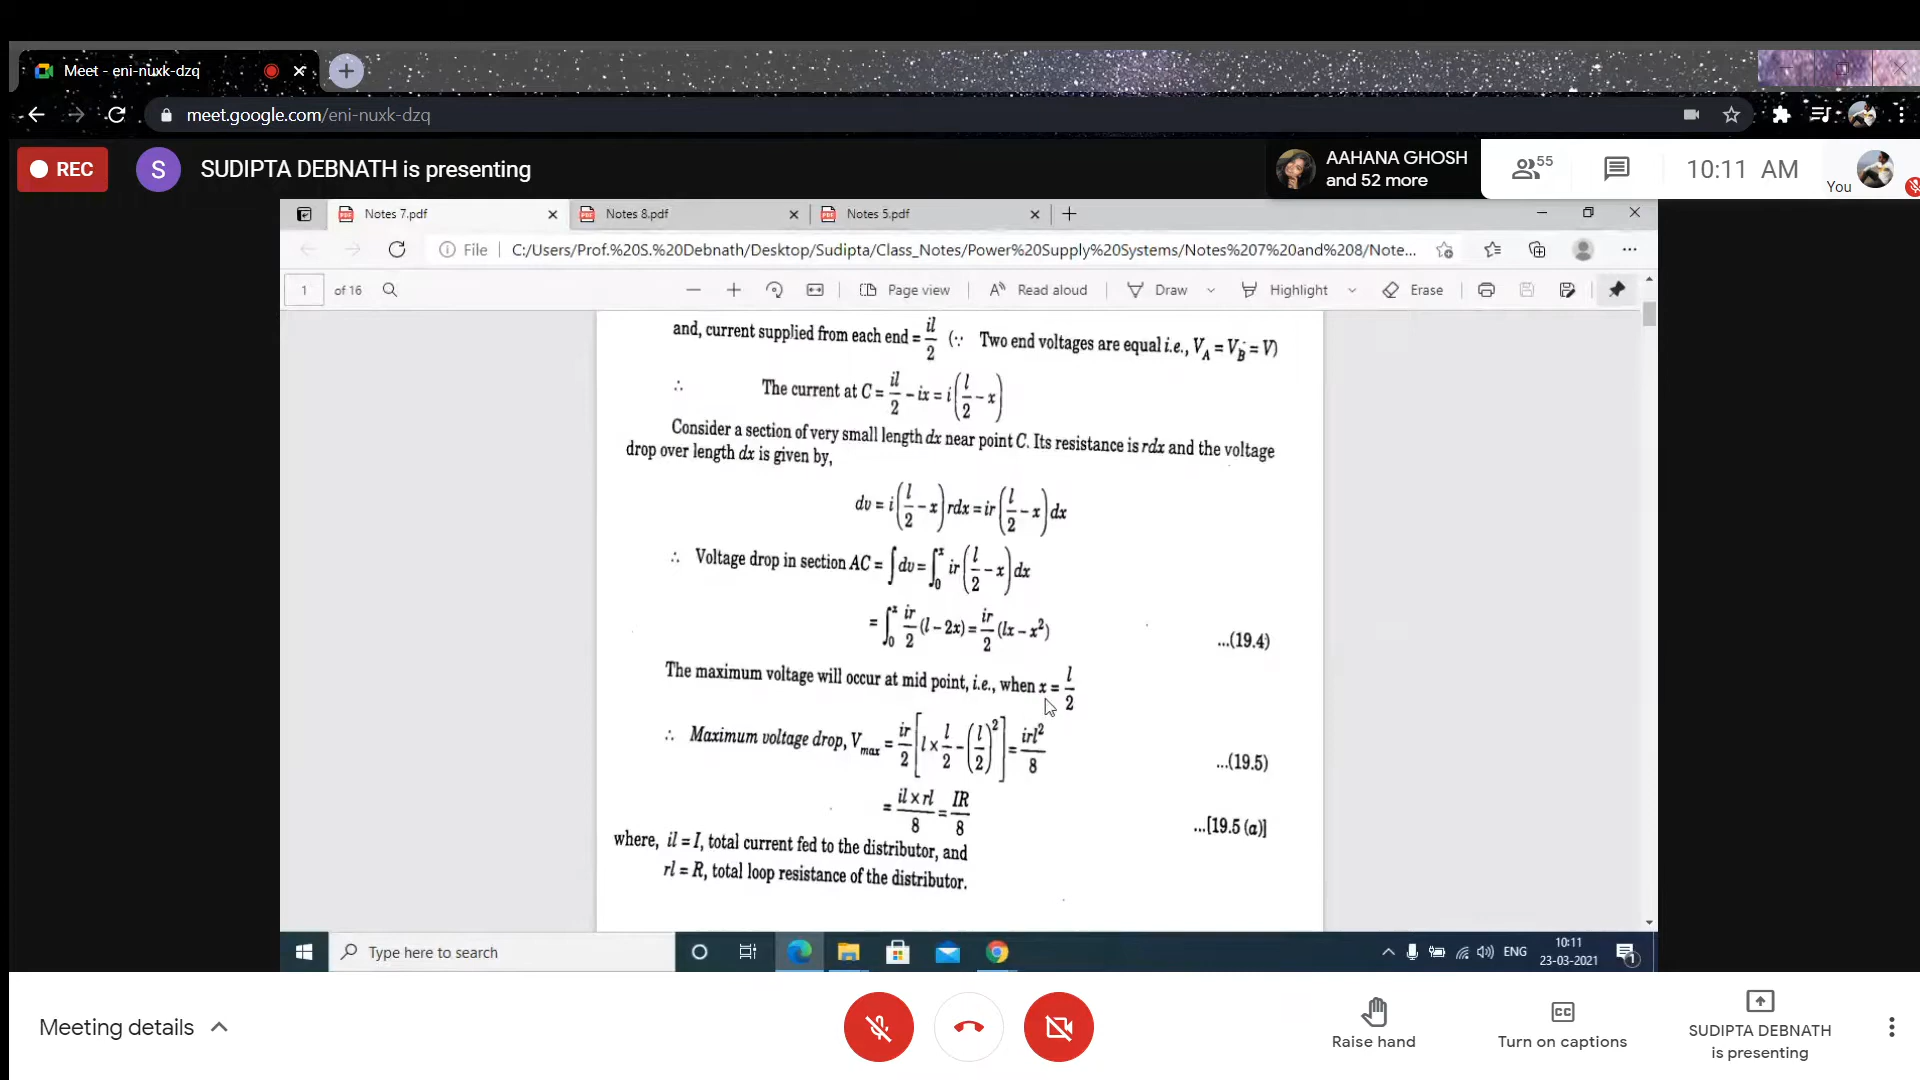 Meet - eni-nuxk-dzq
meet.google.com/eni-nuxk-dzq
REC
S
SUDIPTA DEBNATH is presenting
AAHANA GHOSH
and 52 more
55
10:11 AM
You
Notes 7.pdf
Notes 8.pdf
Notes 5.pdf
File
C:/Users/Prof.%20S.%20Debnath/Desktop/Sudipta/Class_Notes/Power%20Supply%20Systems/Notes%207%20and%208/Note...
1 of 16
Page view
Read aloud
Draw
Highlight
Erase
and, current supplied from each end = il/2 (∵ Two end voltages are equal i.e., V_A = V_B = V)
∴ The current at C = il/2 − ix = i(l/2 − x)
Consider a section of very small length dx near point C. Its resistance is rdx and the voltage
drop over length dx is given by,
dv = i(l/2 − x) rdx = ir(l/2 − x) dx
∴ Voltage drop in section AC = ∫dv = ∫₀ˣ ir(l/2 − x) dx
= ∫₀ˣ ir/2 (l − 2x) = ir/2 (lx − x²) ...(19.4)
The maximum voltage will occur at mid point, i.e., when x = l/2
∴ Maximum voltage drop, V_max = ir/2 [l × l/2 − (l/2)²] = irl²/8 ...(19.5)
= il × rl/8 = IR/8 ...[19.5 (a)]
where, il = I, total current fed to the distributor, and
rl = R, total loop resistance of the distributor.
Type here to search
ENG
10:11
23-03-2021
1
Meeting details
Raise hand
CC
Turn on captions
SUDIPTA DEBNATH
is presenting